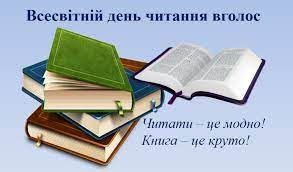 Всесвітній день читання вголос
Читати – це модно!
Книга – це круто!